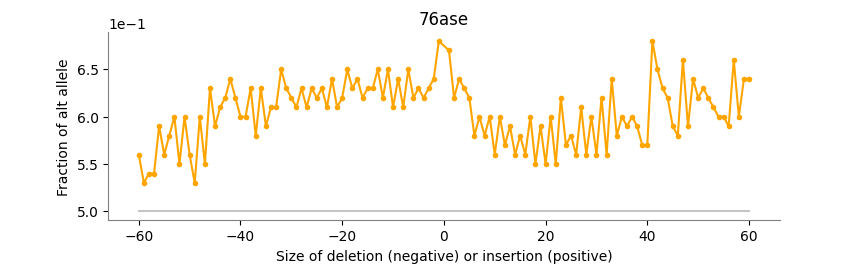 76ase
1e−1
Fraction of alt allele
6.5
6.0
5.5
5.0
−60 −40 −20 0 20 40 60
Size of deletion (negative) or insertion (positive)